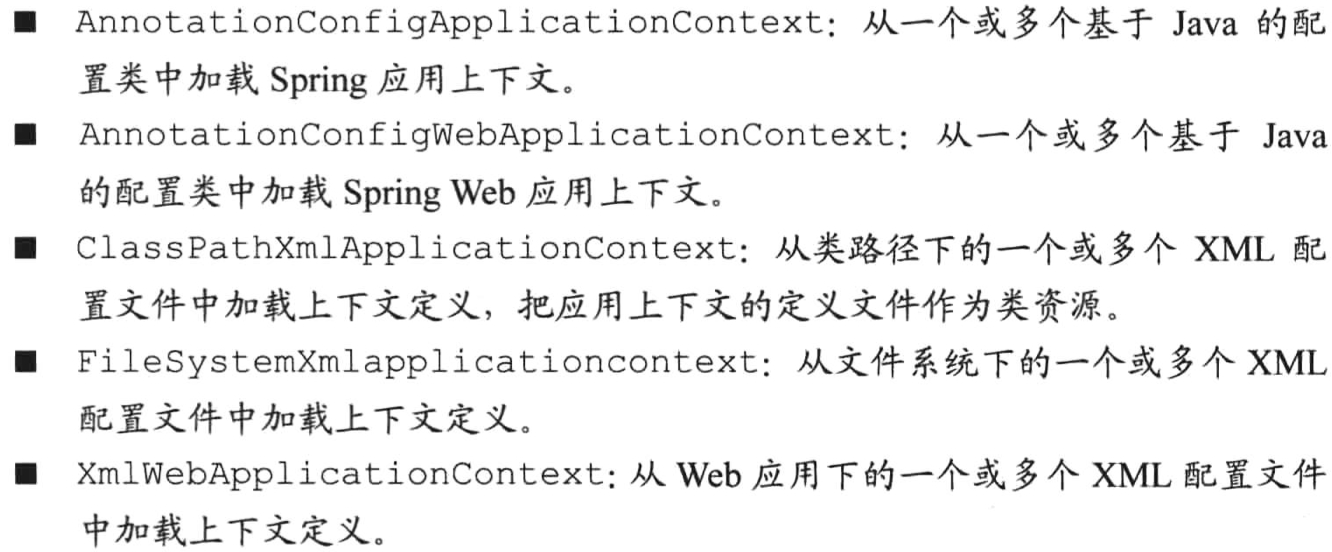 ■ AnnotationConfigApplicationContext：从一个或多个基于 Java 的配
置类中加载 Spring 应用上下文。
■ AnnotationConfigWebApplicationContext：从一个或多个基于 Java
的配置类中加载 Spring Web 应用上下文。
■ ClassPathXmlApplicationContext：从类路径下的一个或多个 XML 配
置文件中加载上下文定义，把应用上下文的定义文件作为类资源。
■ FileSystemXmlapplicationcontext：从文件系统下的一个或多个 XML
配置文件中加载上下文定义。
■ XmlWebApplicationContext：从 Web 应用下的一个或多个 XML 配置文件
中加载上下文定义。